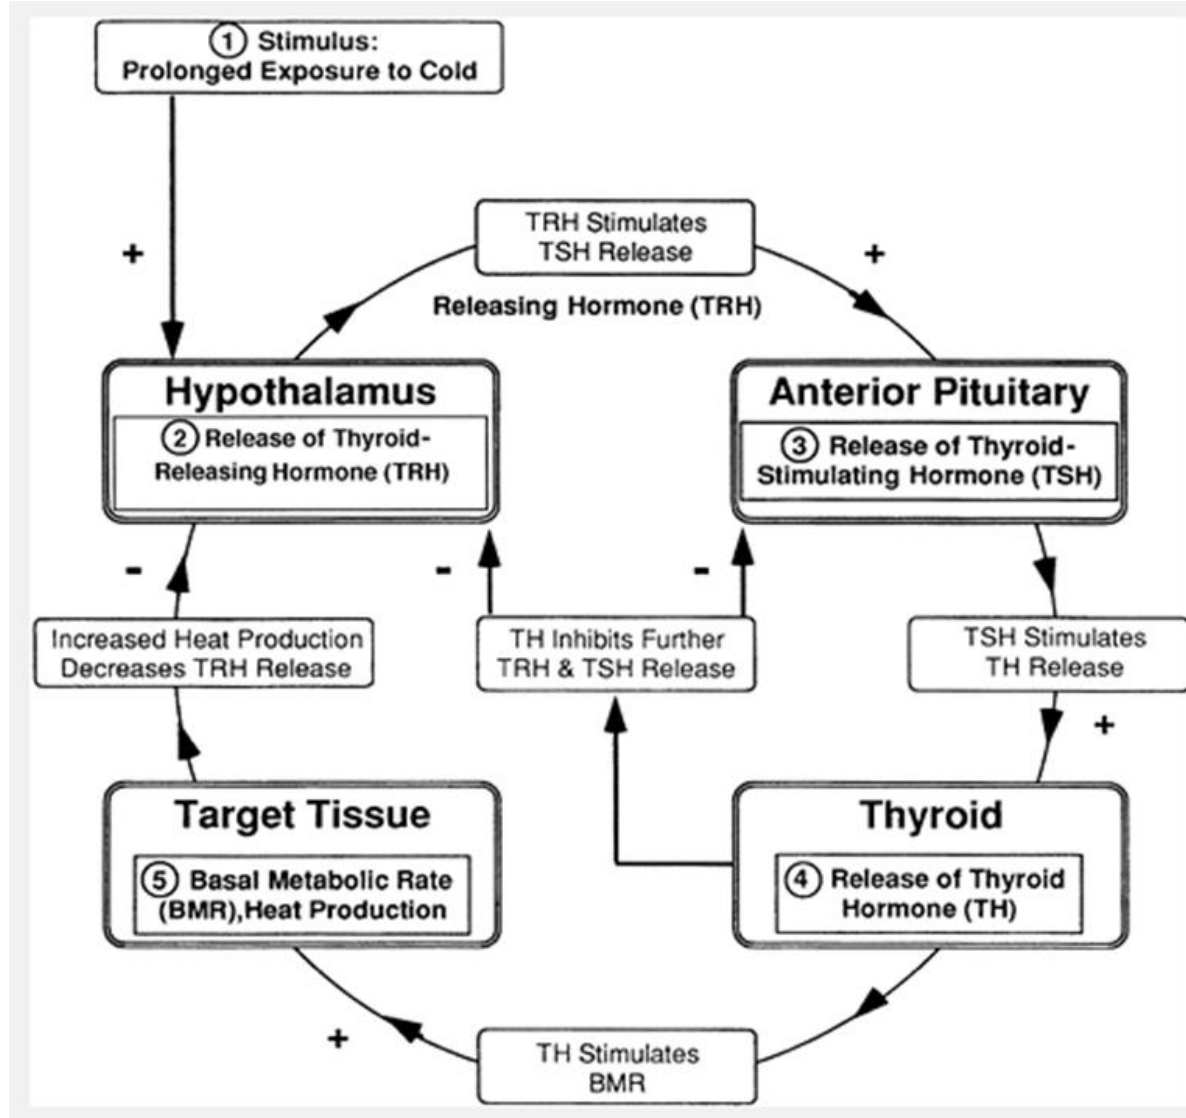 ① Stimulus:
Prolonged Exposure to Cold
+
TRH Stimulates
TSH Release
+
Releasing Hormone (TRH)
Hypothalamus
② Release of Thyroid-
Releasing Hormone (TRH)
Anterior Pituitary
③ Release of Thyroid-
Stimulating Hormone (TSH)
-
-
-
Increased Heat Production
Decreases TRH Release
TH Inhibits Further
TRH & TSH Release
TSH Stimulates
TH Release
+
Target Tissue
⑤ Basal Metabolic Rate
(BMR), Heat Production
Thyroid
④ Release of Thyroid
Hormone (TH)
+
TH Stimulates
BMR